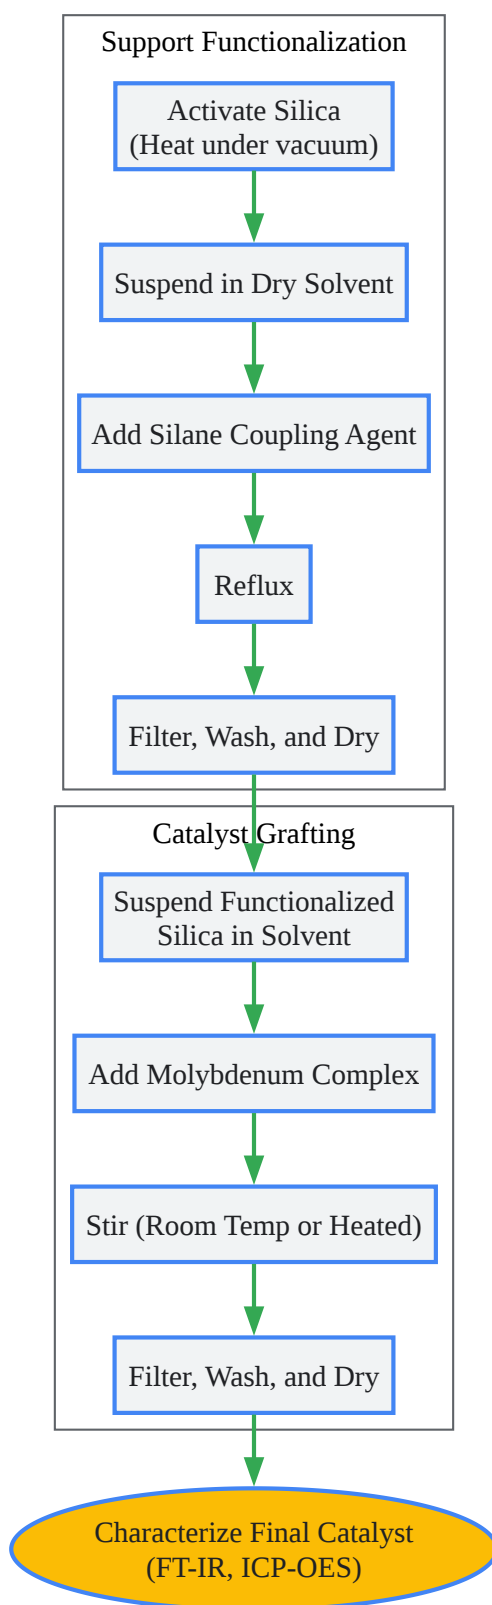 Support Functionalization
Activate Silica
(Heat under vacuum)
Suspend in Dry Solvent
Add Silane Coupling Agent
Reflux
Filter, Wash, and Dry
Catalyst Grafting
Suspend Functionalized
Silica in Solvent
Add Molybdenum Complex
Stir (Room Temp or Heated)
Filter, Wash, and Dry
Characterize Final Catalyst
(FT-IR, ICP-OES)